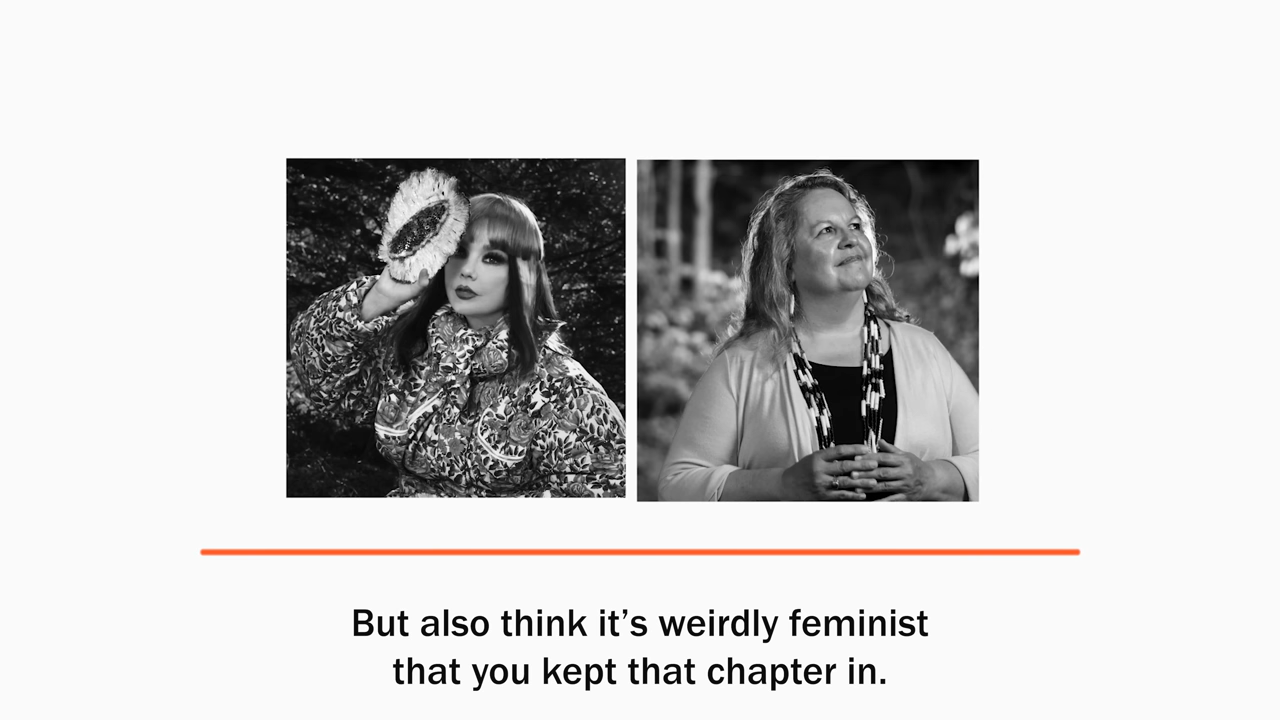 But also think it’s weirdly feminist
that you kept that chapter in.